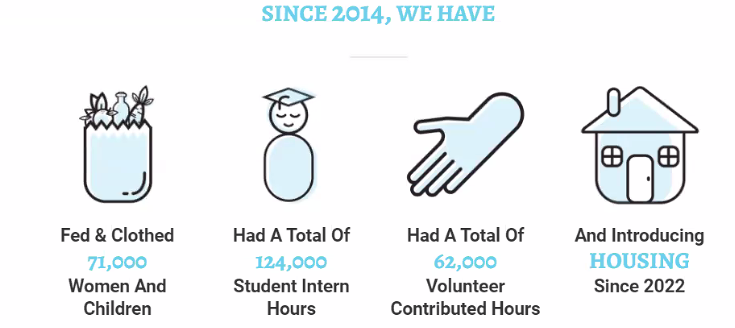 SINCE 2014, WE HAVE
Fed & Clothed
71,000
Women And
Children
Had A Total Of
124,000
Student Intern
Hours
Had A Total Of
62,000
Volunteer
Contributed Hours
And Introducing
HOUSING
Since 2022